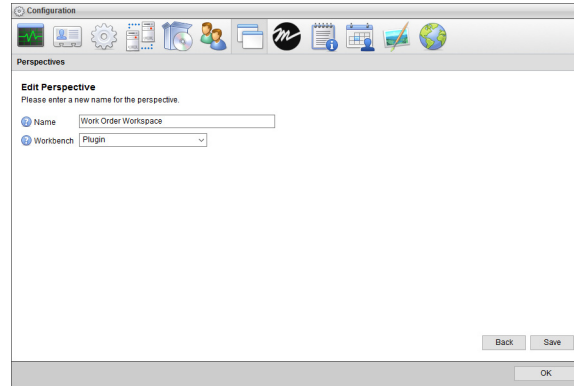 Configuration
Perspectives
Edit Perspective
Please enter a new name for the perspective.
Name Work Order Workspace
Workbench Plugin
Back Save
OK